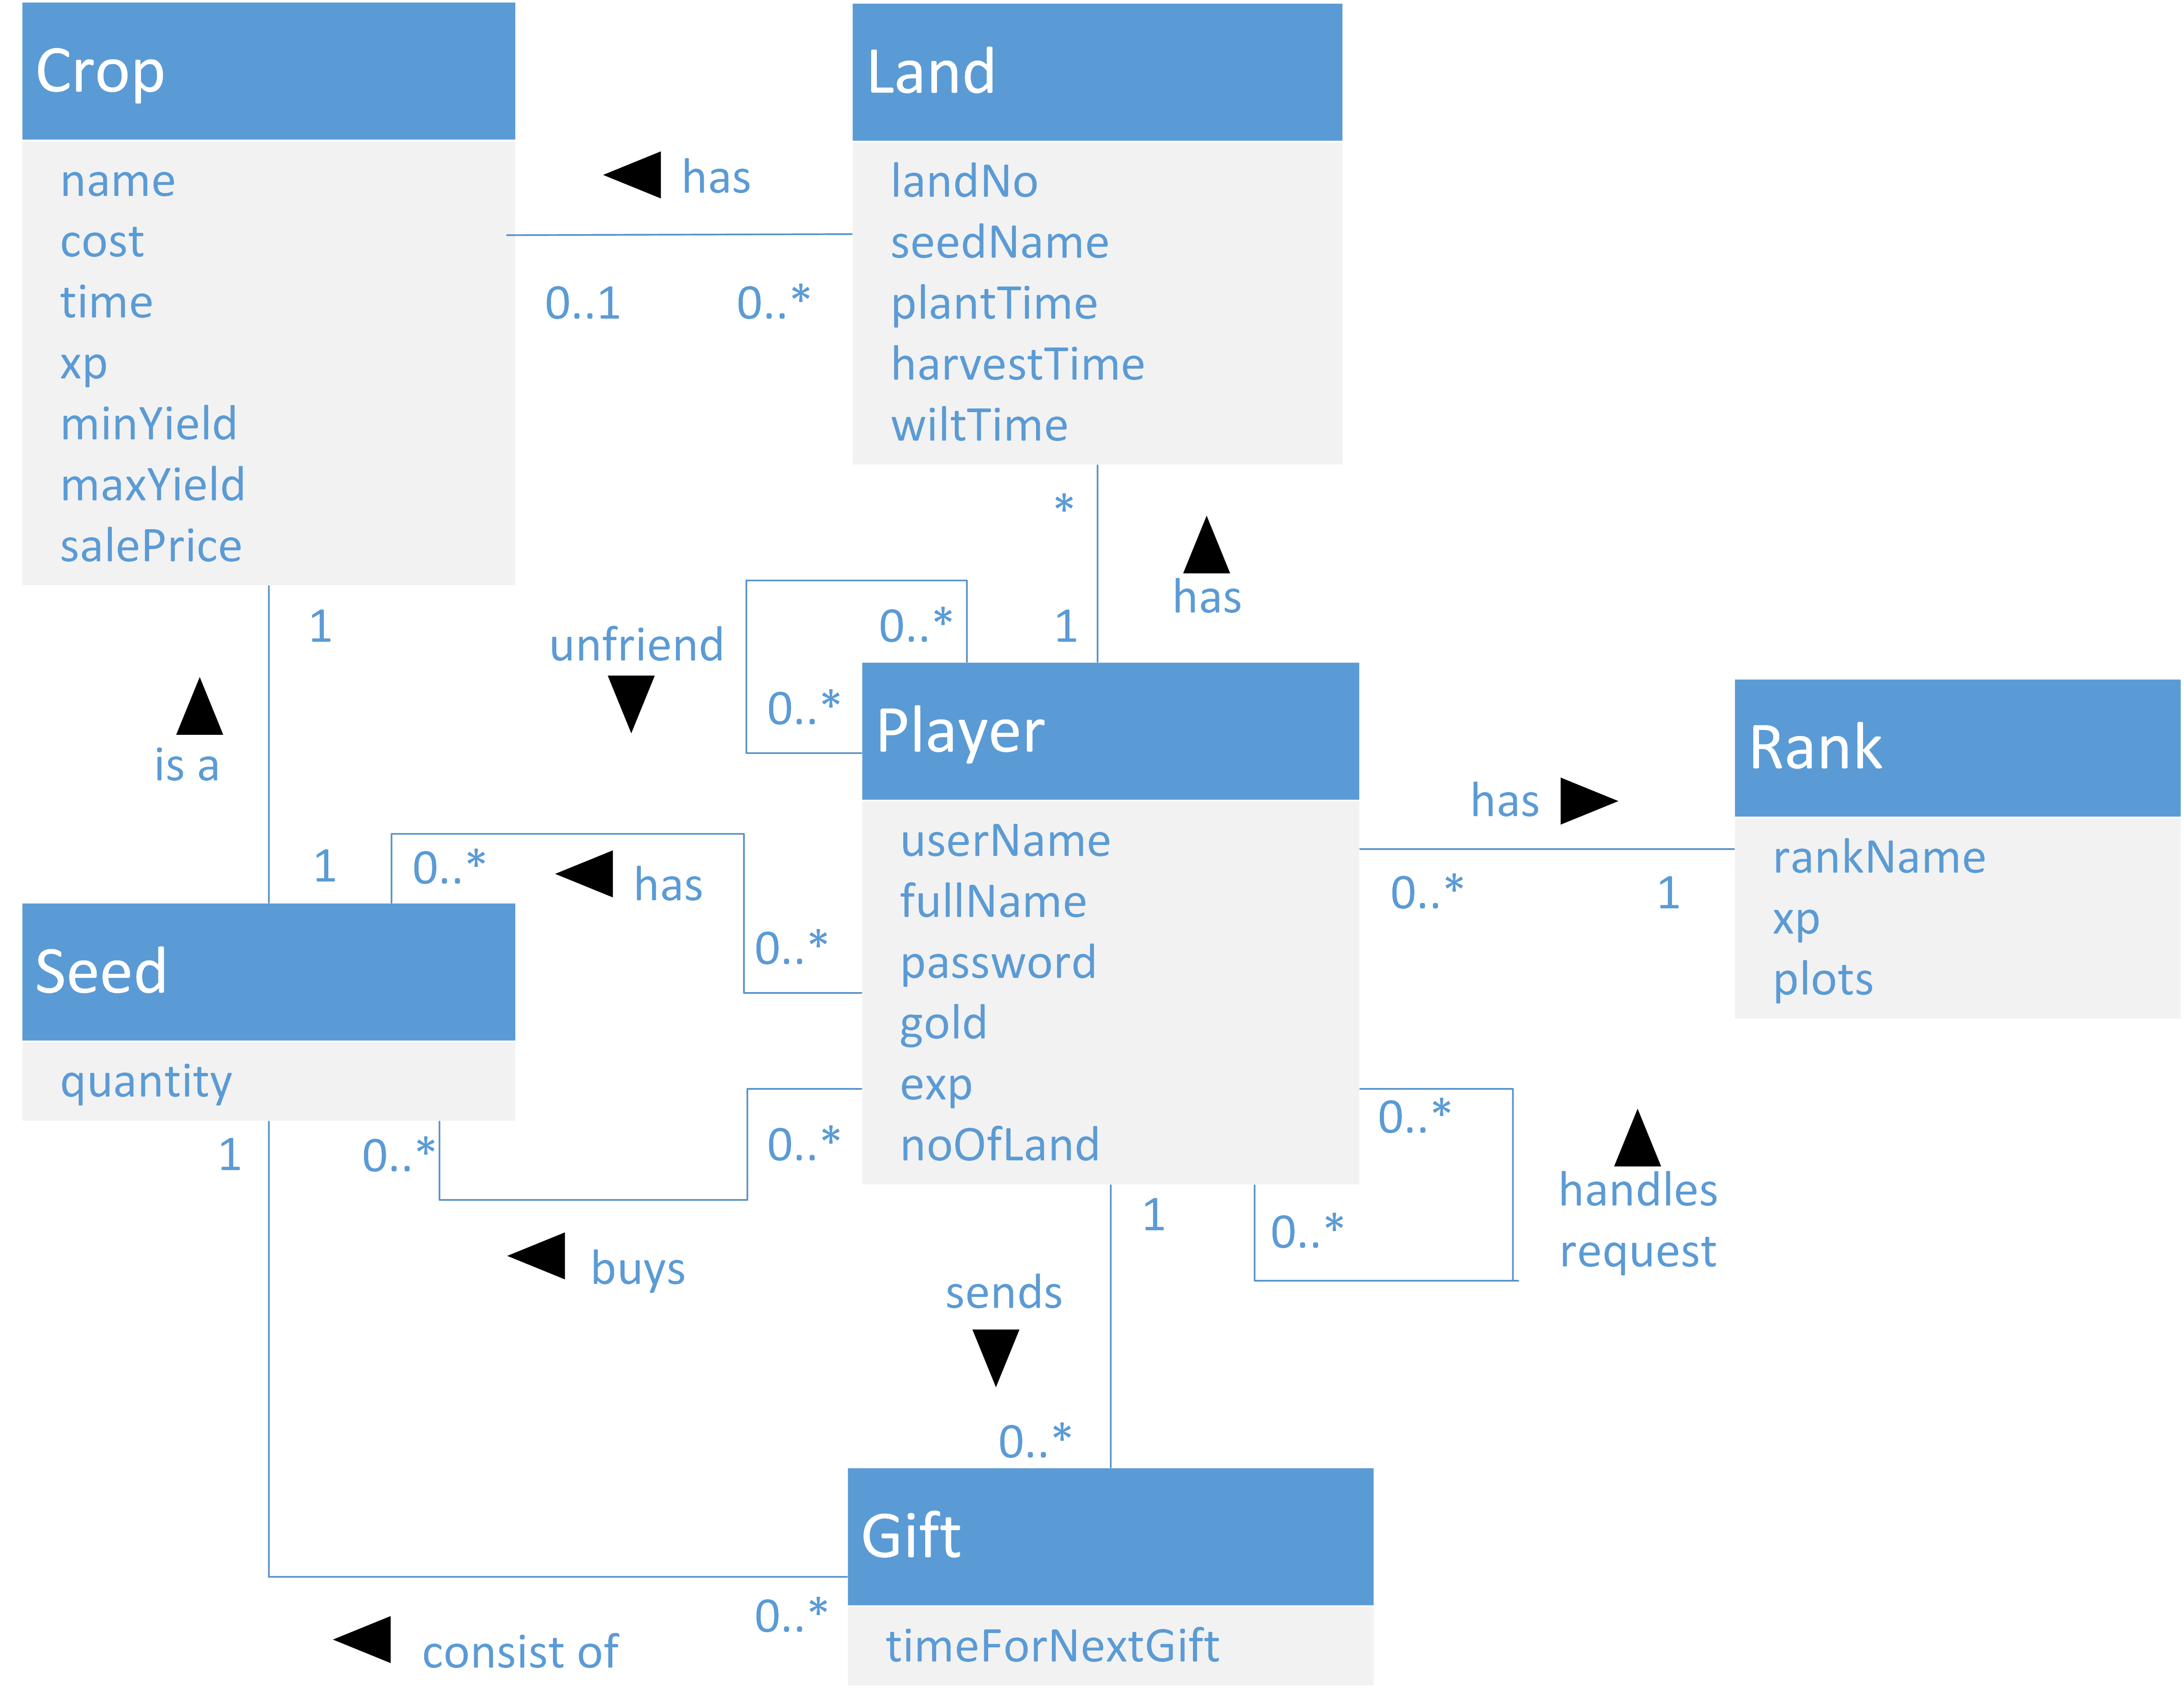 Crop
name
cost
time
xp
minYield
maxYield
salePrice
has
0..1
0..*
Land
landNo
seedName
plantTime
harvestTime
wiltTime
*
1
has
1
is a
1
unfriend
0..*
0..*
Player
userName
fullName
password
gold
exp
noOfLand
has
0..*
1
Rank
rankName
xp
plots
0..*
has
0..*
Seed
quantity
1
0..*
0..*
buys
0..*
0..*
handles
request
1
sends
0..*
Gift
timeForNextGift
0..*
consist of